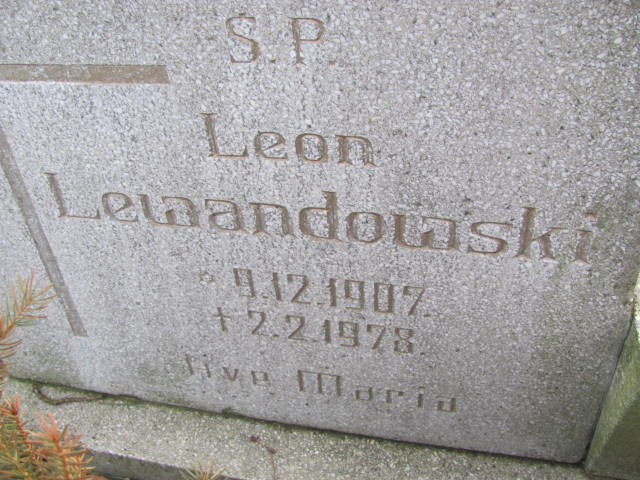 S.P.
Leon
Lewandowski
* 9.12.1907.
+ 2.2.1978.
Ave Maria